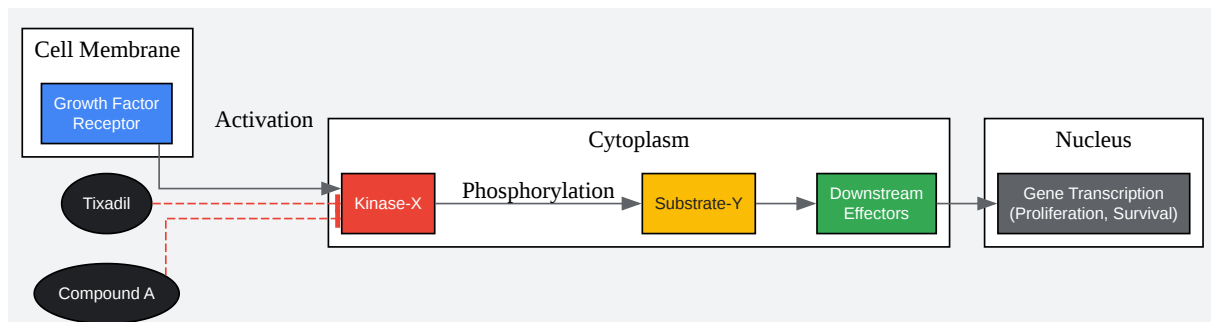 Cell Membrane
Growth Factor
Receptor
Activation
Cytoplasm
Nucleus
Tixadil
Kinase-X
Phosphorylation
Substrate-Y
Downstream
Effectors
Gene Transcription
(Proliferation, Survival)
Compound A